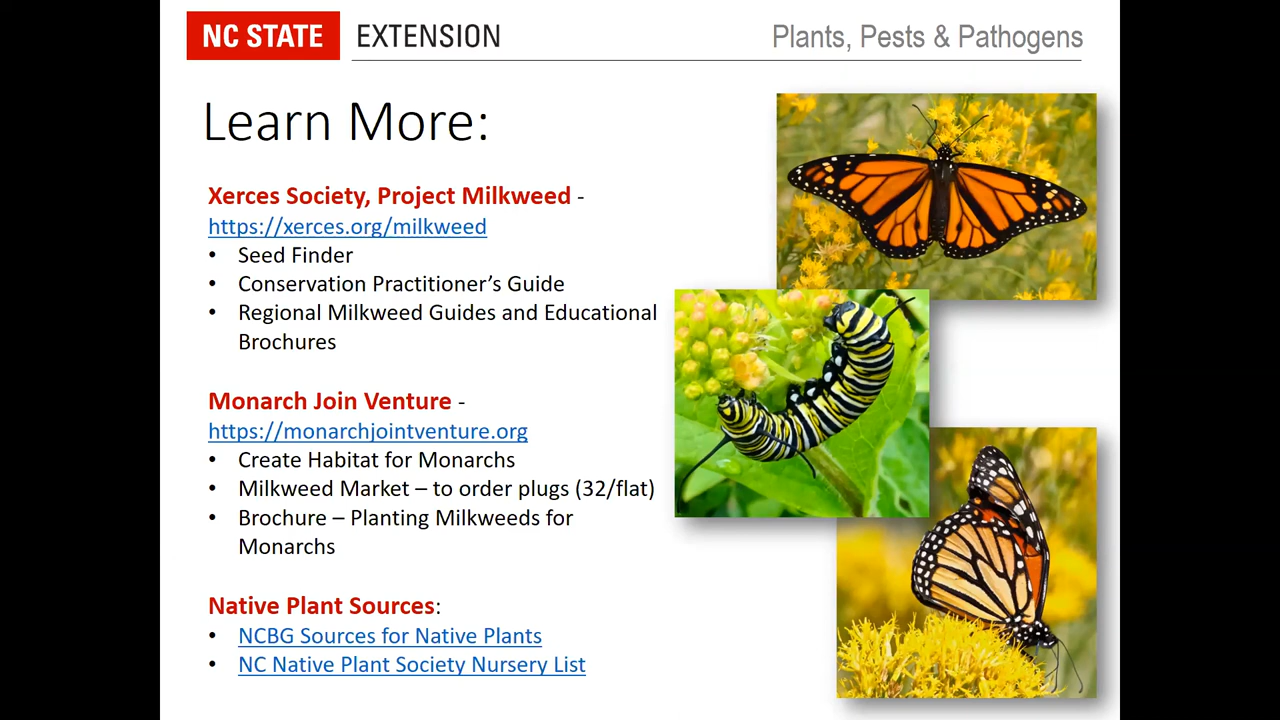 NC STATE EXTENSION
Plants, Pests & Pathogens
Learn More:
Xerces Society, Project Milkweed -
https://xerces.org/milkweed
• Seed Finder
• Conservation Practitioner's Guide
• Regional Milkweed Guides and Educational
Brochures
Monarch Join Venture -
https://monarchjointventure.org
• Create Habitat for Monarchs
• Milkweed Market – to order plugs (32/flat)
• Brochure – Planting Milkweeds for
Monarchs
Native Plant Sources:
• NCBG Sources for Native Plants
• NC Native Plant Society Nursery List